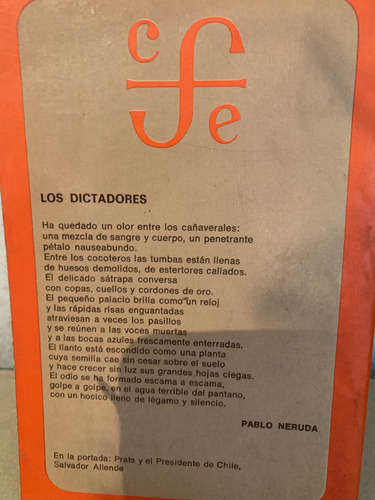 c f e
LOS DICTADORES
Ha quedado un olor entre los cañaverales:
una mezcla de sangre y cuerpo, un penetrante
pétalo nauseabundo.
Entre los cocoteros las tumbas están llenas
de huesos demolidos, de estertores callados.
El delicado sátrapa conversa
con copas, cuellos y cordones de oro.
El pequeño palacio brilla como un reloj
y las rápidas risas enguantadas
atraviesan a veces los pasillos
y se reúnen a las voces muertas
y a las bocas azules frescamente enterradas.
El llanto está escondido como una planta
cuya semilla cae sin cesar sobre el suelo
y hace crecer sin luz sus grandes hojas ciegas.
El odio se ha formado escama a escama,
golpe a golpe, en el agua terrible del pantano,
con un hocico lleno de légamo y silencio.
PABLO NERUDA
En la portada: Prats y el Presidente de Chile,
Salvador Allende